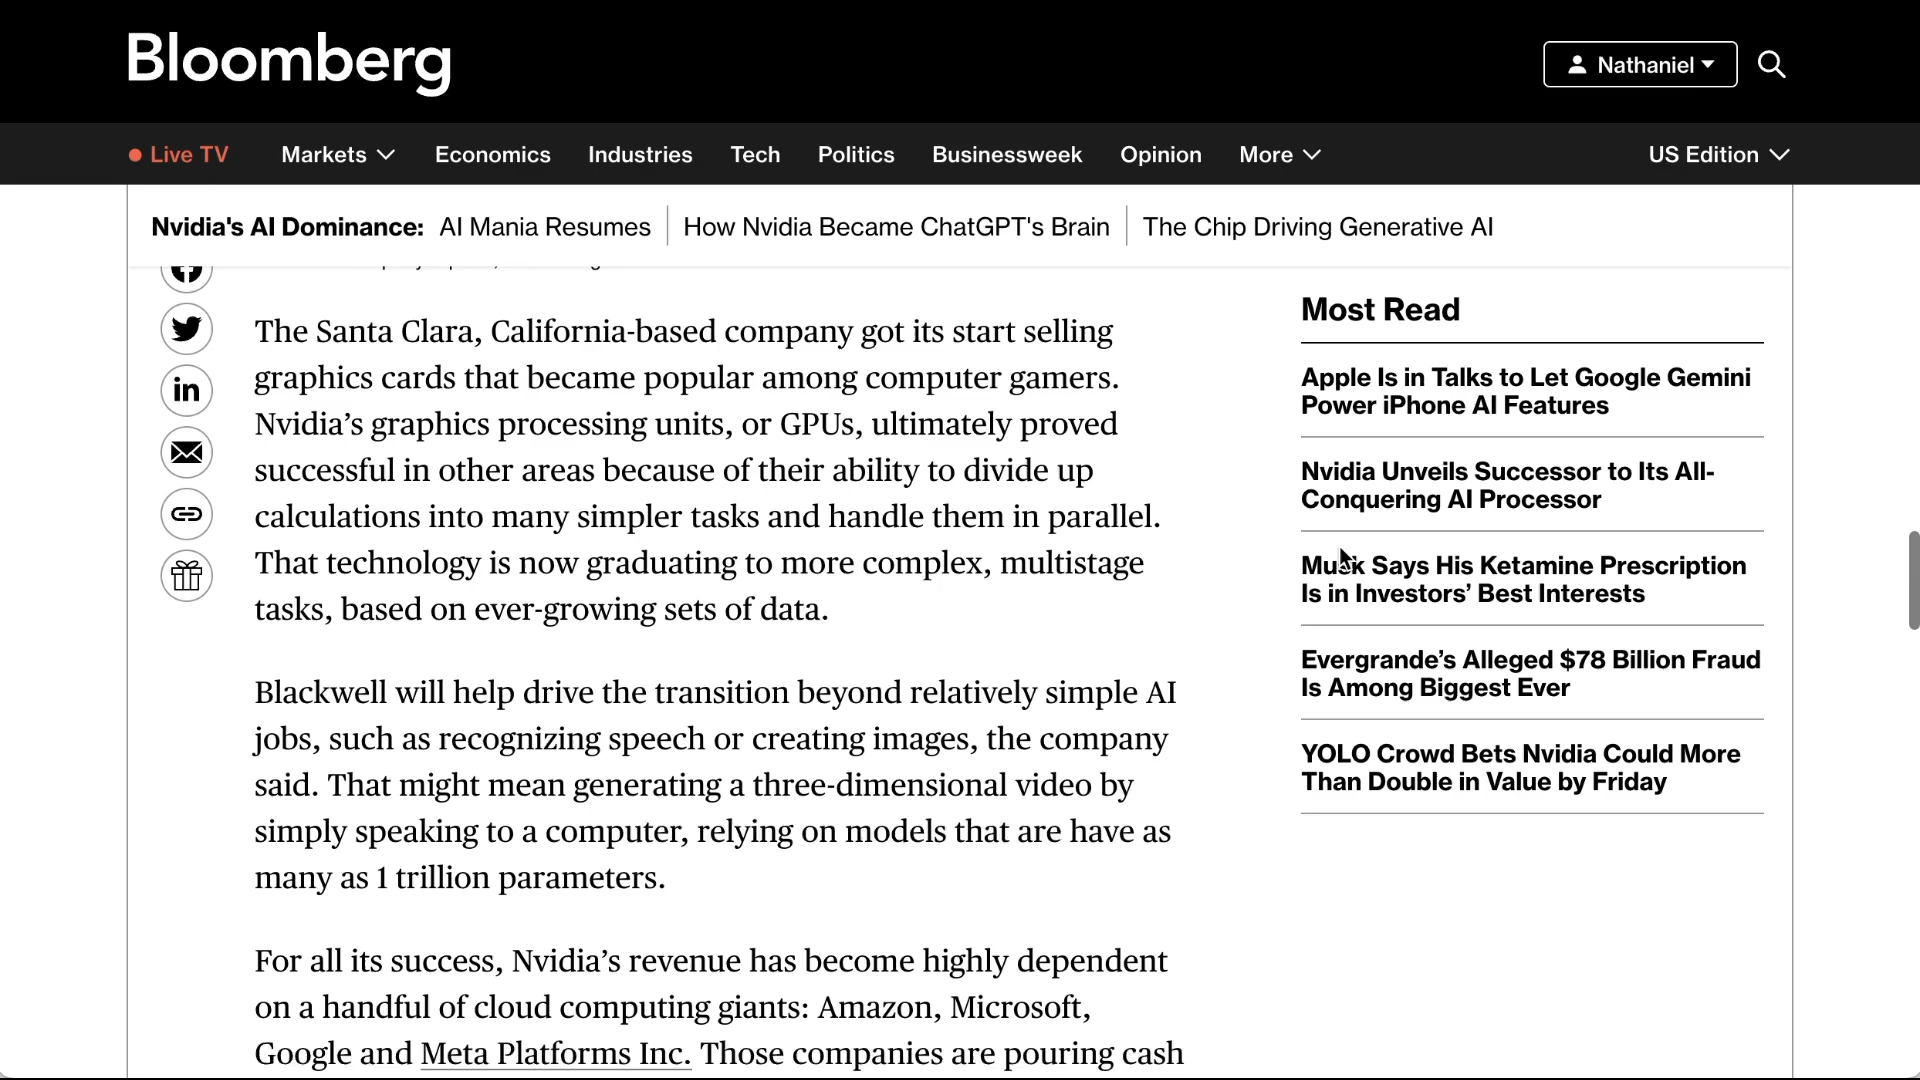 Bloomberg
Nathaniel
Live TV
Markets
Economics
Industries
Tech
Politics
Businessweek
Opinion
More
US Edition
Nvidia's AI Dominance:
AI Mania Resumes
How Nvidia Became ChatGPT's Brain
The Chip Driving Generative AI
in
The Santa Clara, California-based company got its start selling
graphics cards that became popular among computer gamers.
Nvidia’s graphics processing units, or GPUs, ultimately proved
successful in other areas because of their ability to divide up
calculations into many simpler tasks and handle them in parallel.
That technology is now graduating to more complex, multistage
tasks, based on ever-growing sets of data.
Blackwell will help drive the transition beyond relatively simple AI
jobs, such as recognizing speech or creating images, the company
said. That might mean generating a three-dimensional video by
simply speaking to a computer, relying on models that are have as
many as 1 trillion parameters.
For all its success, Nvidia’s revenue has become highly dependent
on a handful of cloud computing giants: Amazon, Microsoft,
Google and Meta Platforms Inc. Those companies are pouring cash
Most Read
Apple Is in Talks to Let Google Gemini
Power iPhone AI Features
Nvidia Unveils Successor to Its All-
Conquering AI Processor
Musk Says His Ketamine Prescription
Is in Investors’ Best Interests
Evergrande’s Alleged $78 Billion Fraud
Is Among Biggest Ever
YOLO Crowd Bets Nvidia Could More
Than Double in Value by Friday